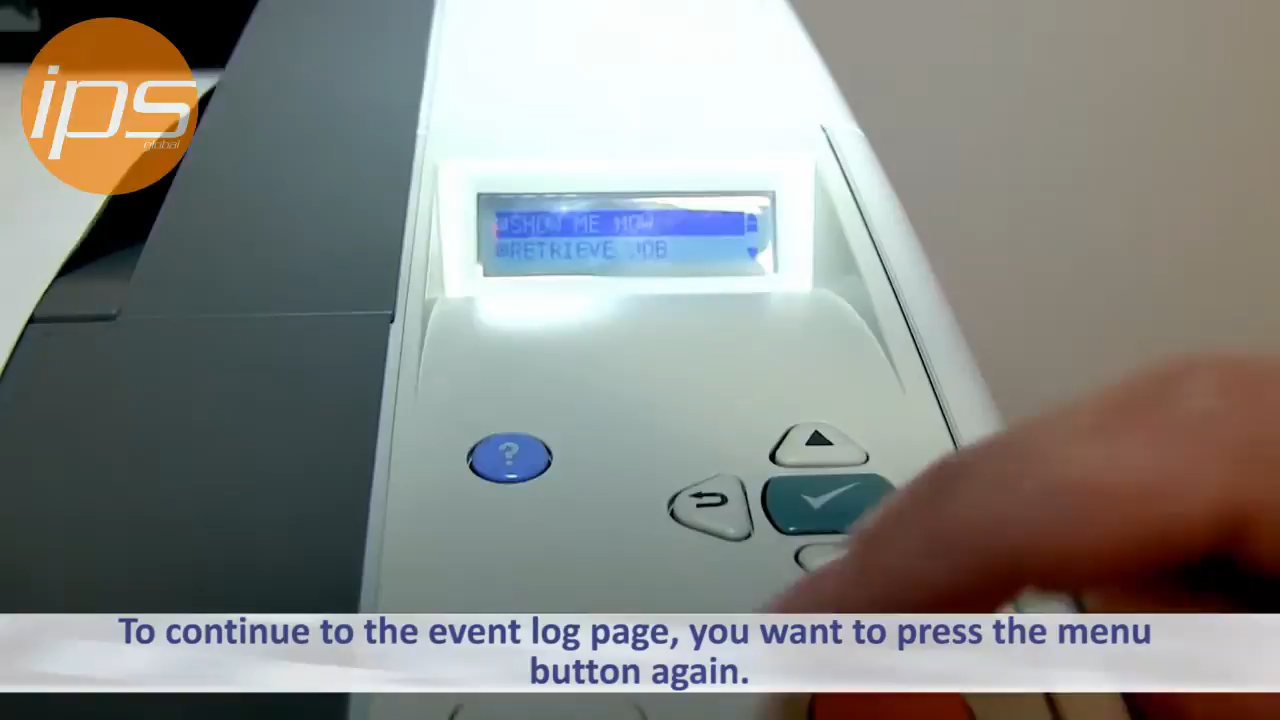 ips
global
SHOW ME HOW
RETRIEVE JOB
?
To continue to the event log page, you want to press the menu
button again.